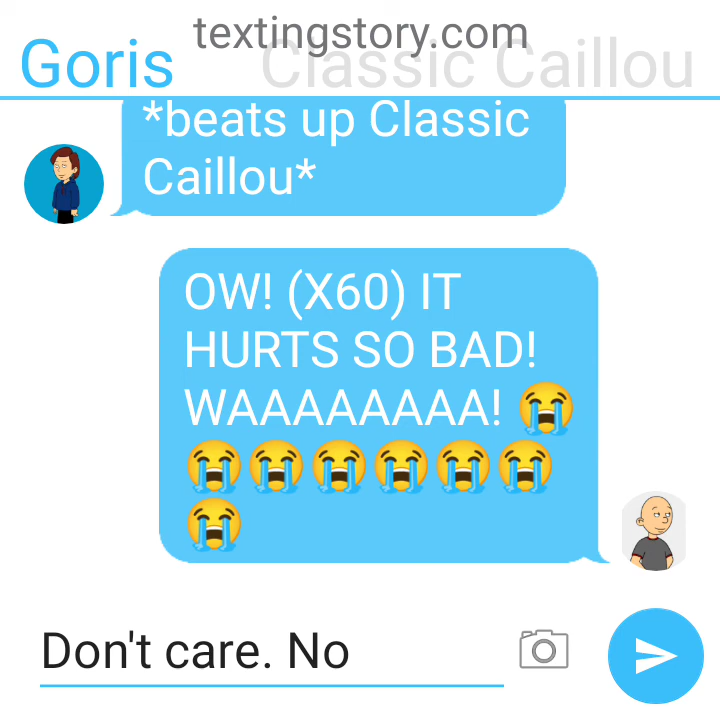 textingstory.com
Goris Classic Caillou
*beats up Classic
Caillou*
OW! (X60) IT
HURTS SO BAD!
WAAAAAAAA! 😭
😭😭😭😭😭😭
😭
Don't care. No